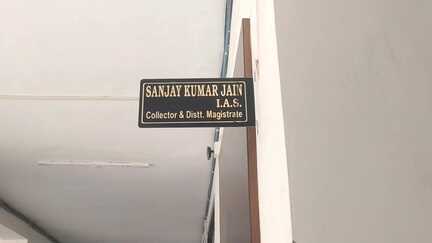 SANJAY KUMAR JAIN
I.A.S.
Collector & Distt. Magistrate